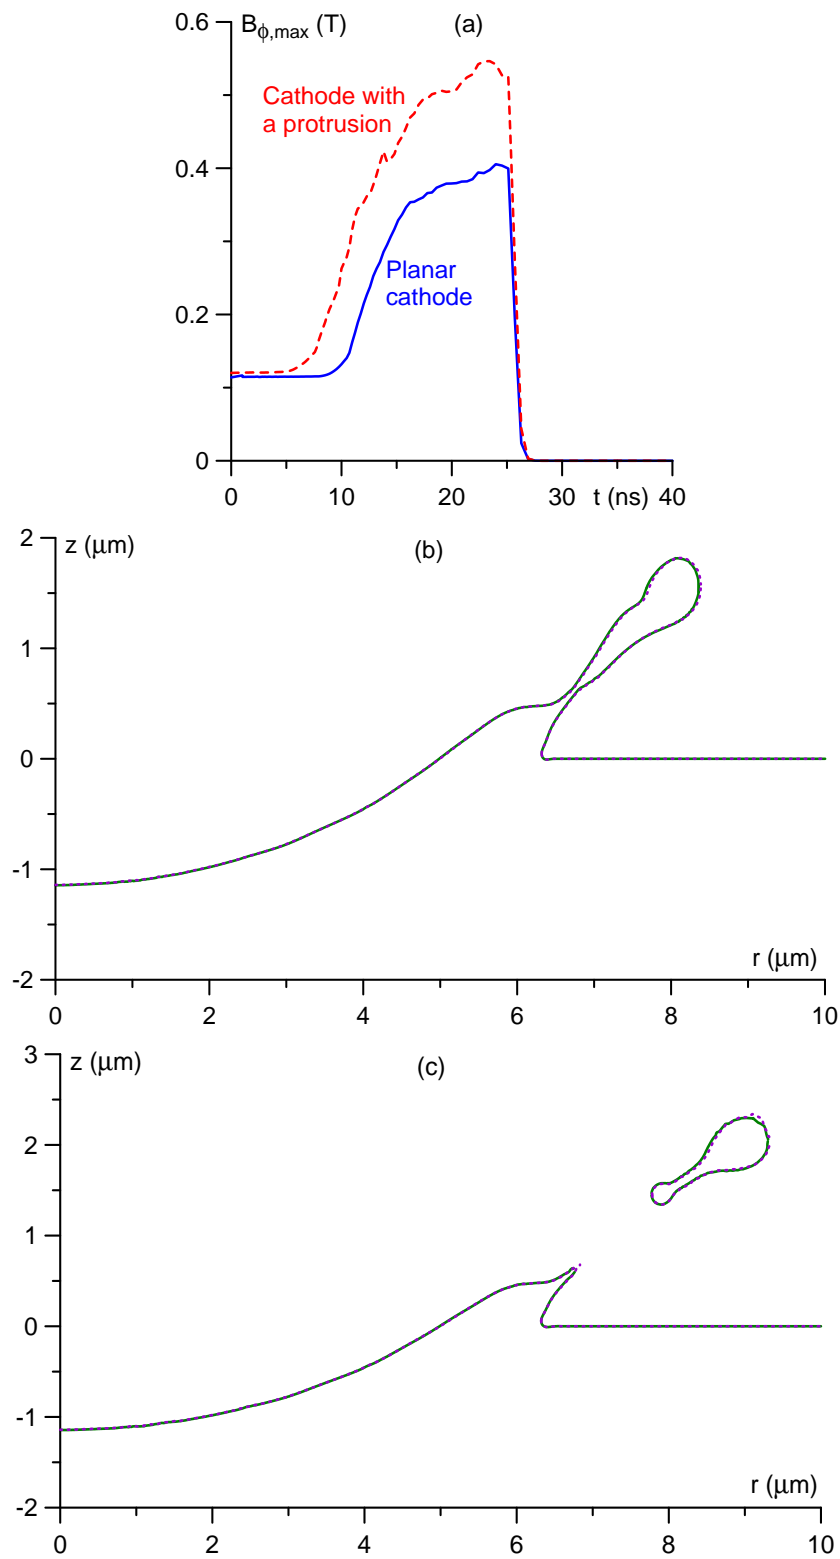 0.6
B_ϕ,max (T)
(a)
Cathode with
a protrusion
0.4
Planar
cathode
0.2
0
0 10 20 30 t (ns) 40
2
z (μm)
(b)
1
0
-1
r (μm)
-2
0 2 4 6 8 10
3
z (μm)
(c)
2
1
0
-1
r (μm)
-2
0 2 4 6 8 10